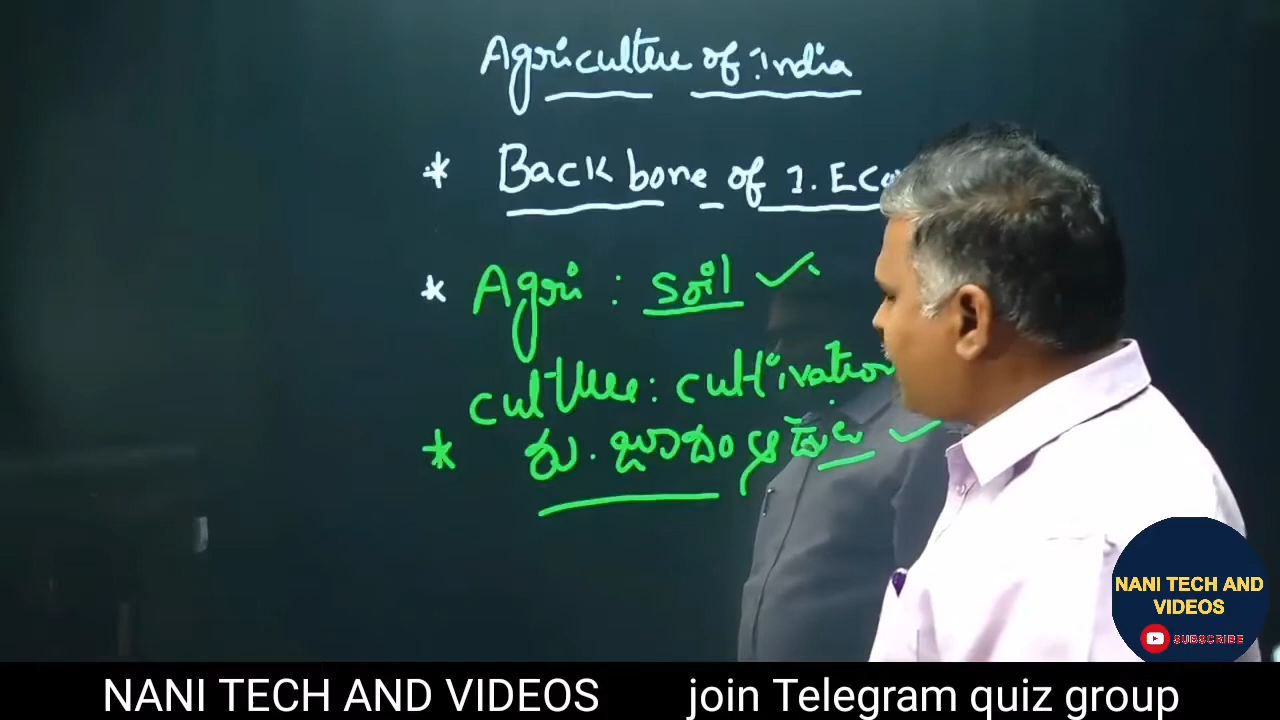 Agriculture of India
* Back bone of I. Eco
* Agri : soil ✓
culture: cultivation
* రు. జూదం ఆడుట ✓
NANI TECH AND
VIDEOS
SUBSCRIBE
NANI TECH AND VIDEOS join Telegram quiz group